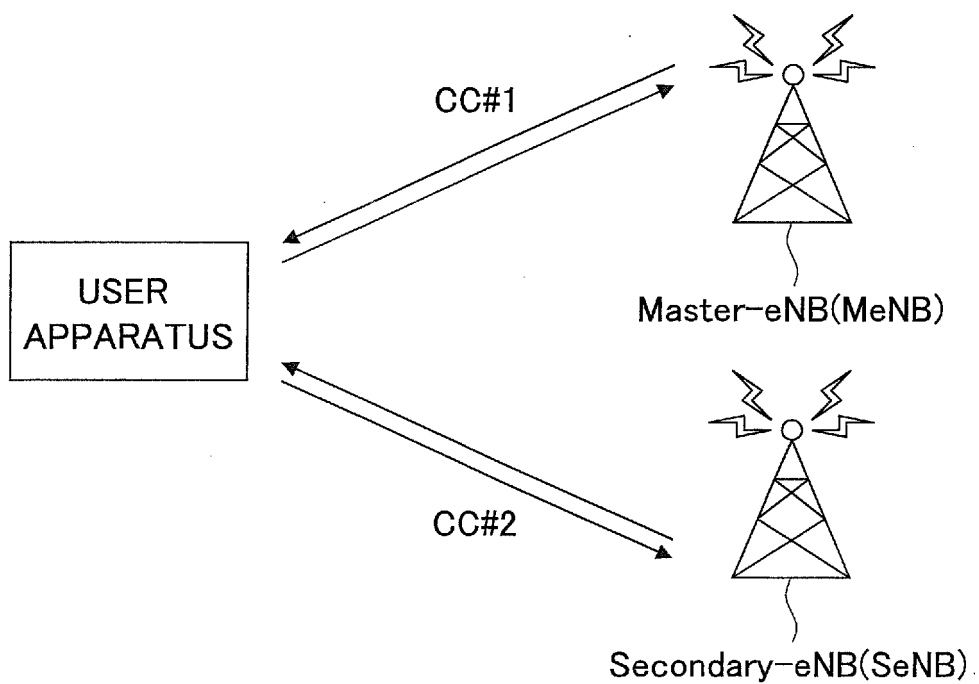 CC#1
USER
APPARATUS
Master-eNB(MeNB)
CC#2
Secondary-eNB(SeNB)